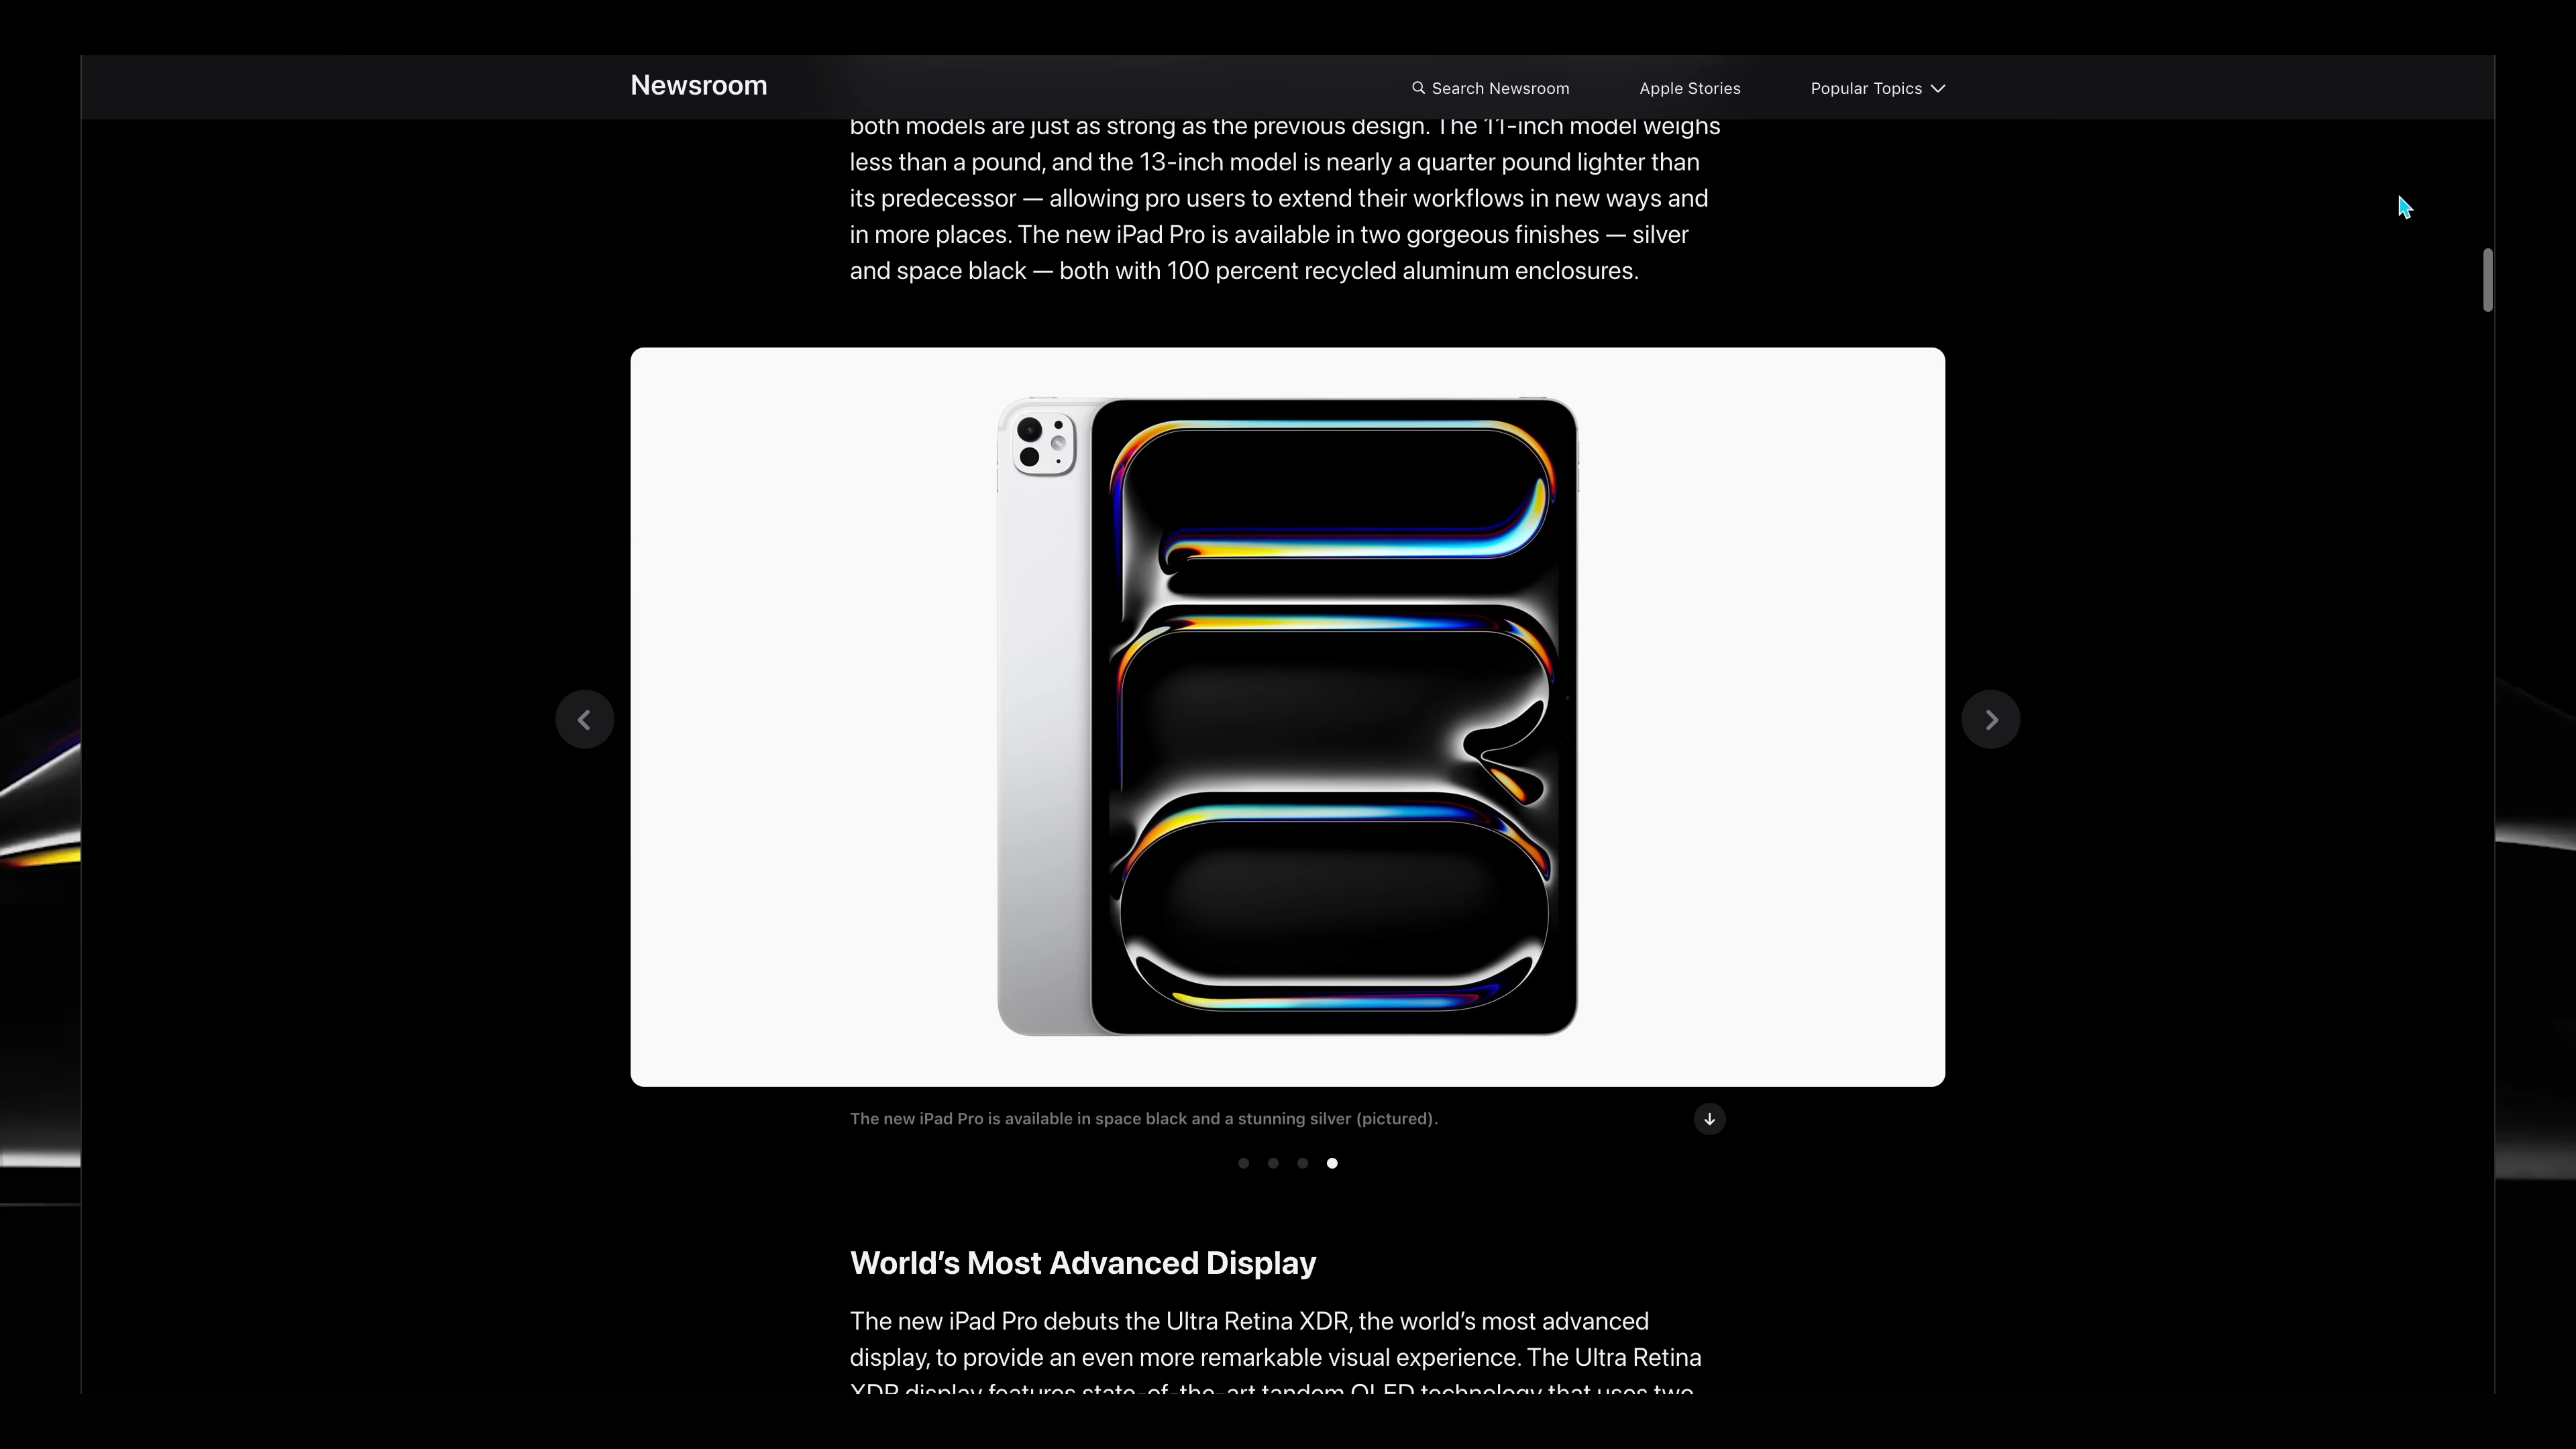 Newsroom
Search Newsroom
Apple Stories
Popular Topics
both models are just as strong as the previous design. The 11-inch model weighs
less than a pound, and the 13-inch model is nearly a quarter pound lighter than
its predecessor — allowing pro users to extend their workflows in new ways and
in more places. The new iPad Pro is available in two gorgeous finishes — silver
and space black — both with 100 percent recycled aluminum enclosures.
The new iPad Pro is available in space black and a stunning silver (pictured).
World’s Most Advanced Display
The new iPad Pro debuts the Ultra Retina XDR, the world’s most advanced
display, to provide an even more remarkable visual experience. The Ultra Retina
XDR display features state-of-the-art tandem OLED technology that uses two